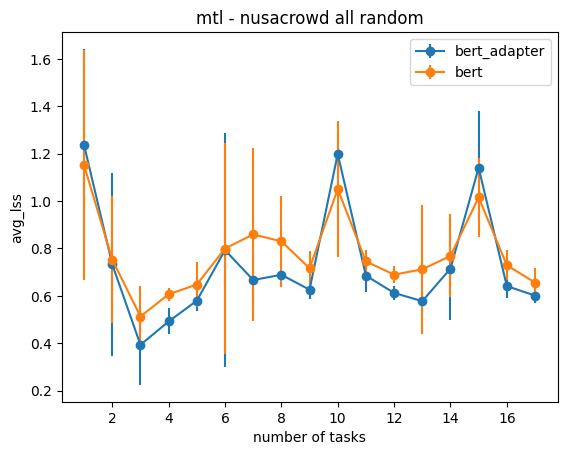 mtl - nusacrowd all random
bert_adapter
bert
avg_lss
1.6
1.4
1.2
1.0
0.8
0.6
0.4
0.2
2 4 6 8 10 12 14 16
number of tasks